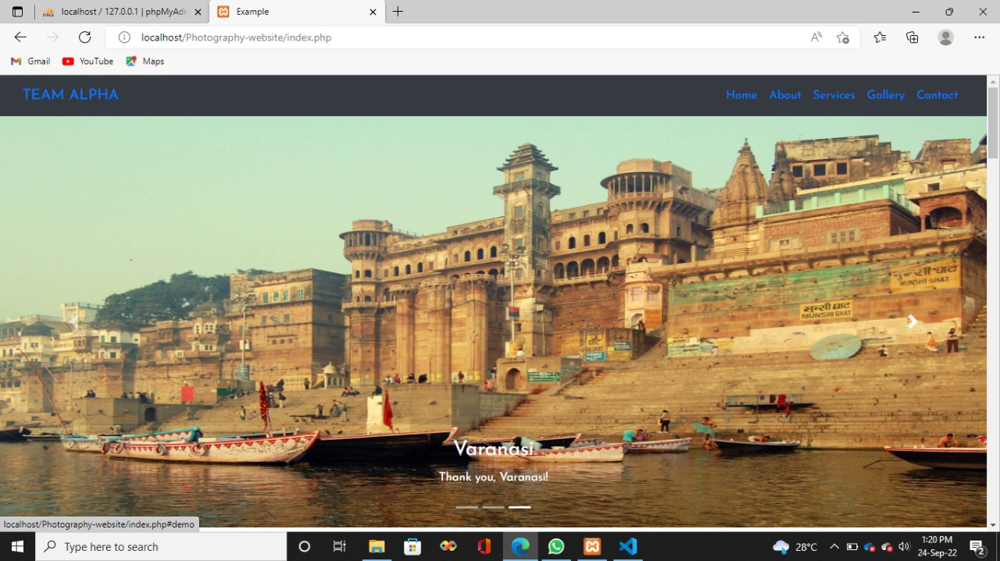 localhost / 127.0.0.1 | phpMyAdm
Example
localhost/Photography-website/index.php
Gmail
YouTube
Maps
TEAM ALPHA
Home
About
Services
Gallery
Contact
मुन्सी घाट
MUNSHI GHAT
मुन्सी घाट
MUNSHI GHAT
Varanasi
Thank you, Varanasi!
localhost/Photography-website/index.php#demo
Type here to search
28°C
1:20 PM
24-Sep-22
2